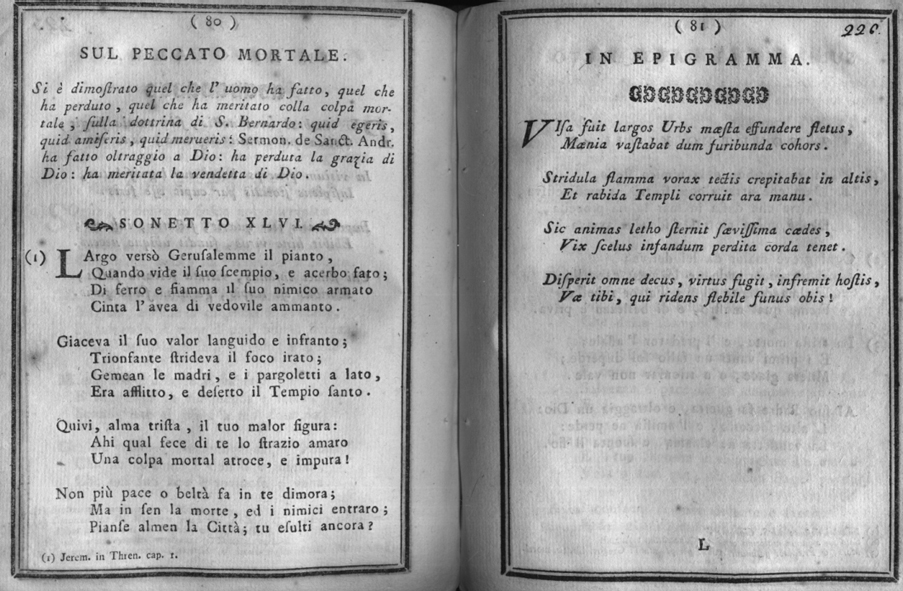 ( 80 )
SUL PECCATO MORTALE.
Si è dimoſtrato quel che l' uomo ha fatto, quel che
ha perduto, quel che ha meritato colla colpa mor-
tale, ſulla dottrina di S. Bernardo: quid egeris,
quid amiſeris, quid merueris: Sermon. de Sanct. Andr.
ha fatto oltraggio a Dio: ha perduta la grazia di
Dio: ha meritata la vendetta di Dio.
SONETTO XLVI.
(1) LArgo versò Geruſalemme il pianto,
Quando vide il ſuo ſcempio, e acerbo fato;
Di ferro e fiamma il ſuo nimico armato
Cinta l' avea di vedovile ammanto.
Giaceva il ſuo valor languido e infranto;
Trionfante ſtrideva il foco irato;
Gemean le madri, e i pargoletti a lato,
Era afflitto, e deſerto il Tempio ſanto.
Quivi, alma triſta, il tuo malor figura:
Ahi qual fece di te lo ſtrazio amaro
Una colpa mortal atroce, e impura!
Non più pace o beltà fa in te dimora;
Ma in ſen la morte, ed i nimici entraro;
Pianſe almen la Città; tu eſulti ancora?
(1) Jerem. in Thren. cap. 1.
( 81 )
226.
IN EPIGRAMMA.
VIſa fuit largos Urbs mæſta effundere fletus,
Mænia vaſtabat dum furibunda cohors.
Stridula flamma vorax tectis crepitabat in altis,
Et rabida Templi corruit ara manu.
Sic animas letho ſternit ſæviſſima cædes,
Vix ſcelus infandum perdita corda tenet.
Diſperit omne decus, virtus fugit, infremit hoſtis,
Væ tibi, qui ridens flebile funus obis!
L